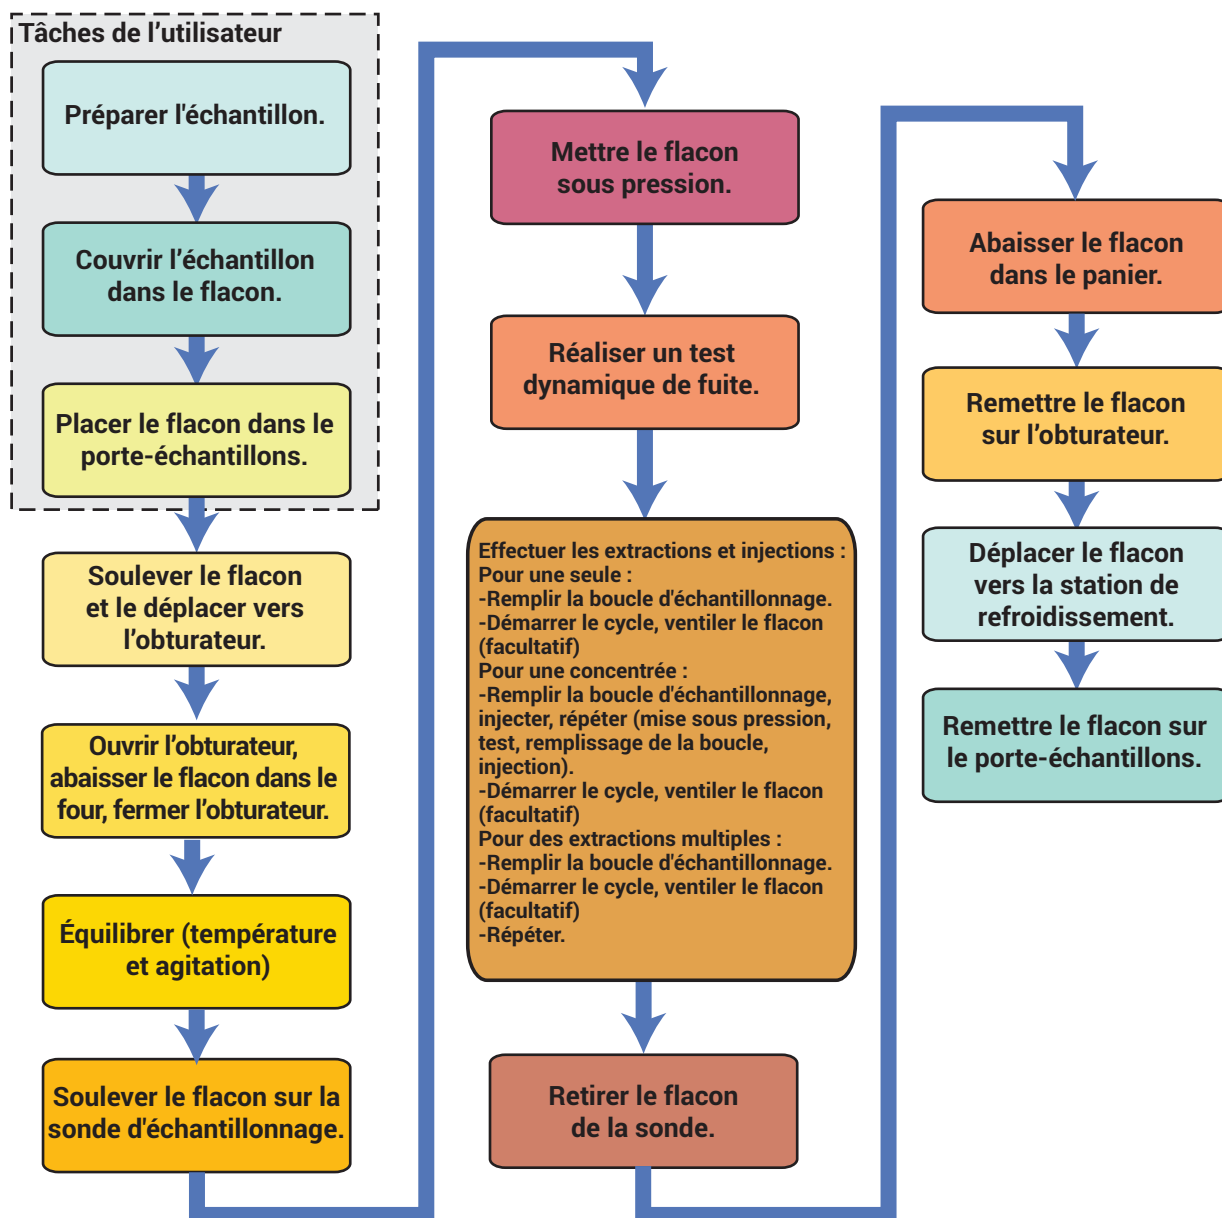 Tâches de l’utilisateur
Préparer l'échantillon.
Couvrir l’échantillon
dans le flacon.
Placer le flacon dans le
porte-échantillons.
Soulever le flacon
et le déplacer vers
l’obturateur.
Ouvrir l’obturateur,
abaisser le flacon dans le
four, fermer l’obturateur.
Équilibrer (température
et agitation)
Soulever le flacon sur la
sonde d'échantillonnage.
Mettre le flacon
sous pression.
Réaliser un test
dynamique de fuite.
Effectuer les extractions et injections :
Pour une seule :
-Remplir la boucle d'échantillonnage.
-Démarrer le cycle, ventiler le flacon
(facultatif)
Pour une concentrée :
-Remplir la boucle d'échantillonnage,
injecter, répéter (mise sous pression,
test, remplissage de la boucle,
injection).
-Démarrer le cycle, ventiler le flacon
(facultatif)
Pour des extractions multiples :
-Remplir la boucle d'échantillonnage.
-Démarrer le cycle, ventiler le flacon
(facultatif)
-Répéter.
Retirer le flacon
de la sonde.
Abaisser le flacon
dans le panier.
Remettre le flacon
sur l’obturateur.
Déplacer le flacon
vers la station de
refroidissement.
Remettre le flacon sur
le porte-échantillons.